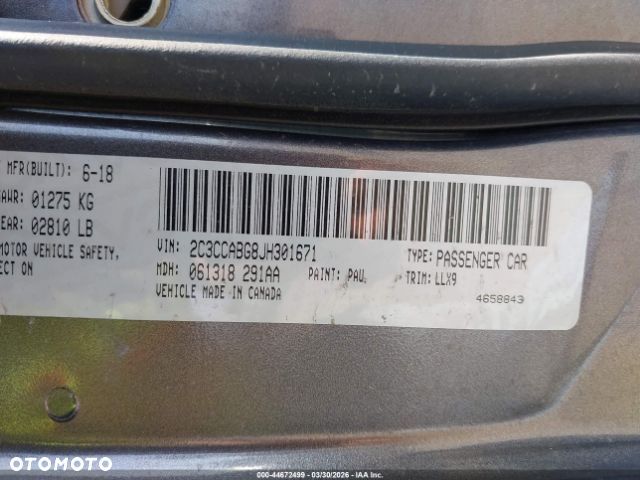 MFR(BUILT): 6-18
AWR: 01275 KG
EAR: 02810 LB
MOTOR VEHICLE SAFETY,
ECT ON
VIN: 2C3CCABG8JH301671
TYPE: PASSENGER CAR
MDH: 061318 291AA
PAINT: PAU
TRIM: LLX9
VEHICLE MADE IN CANADA
4658843
OTOMOTO
000-44672499 - 03/30/2026 - IAA Inc.
OTOMOTO